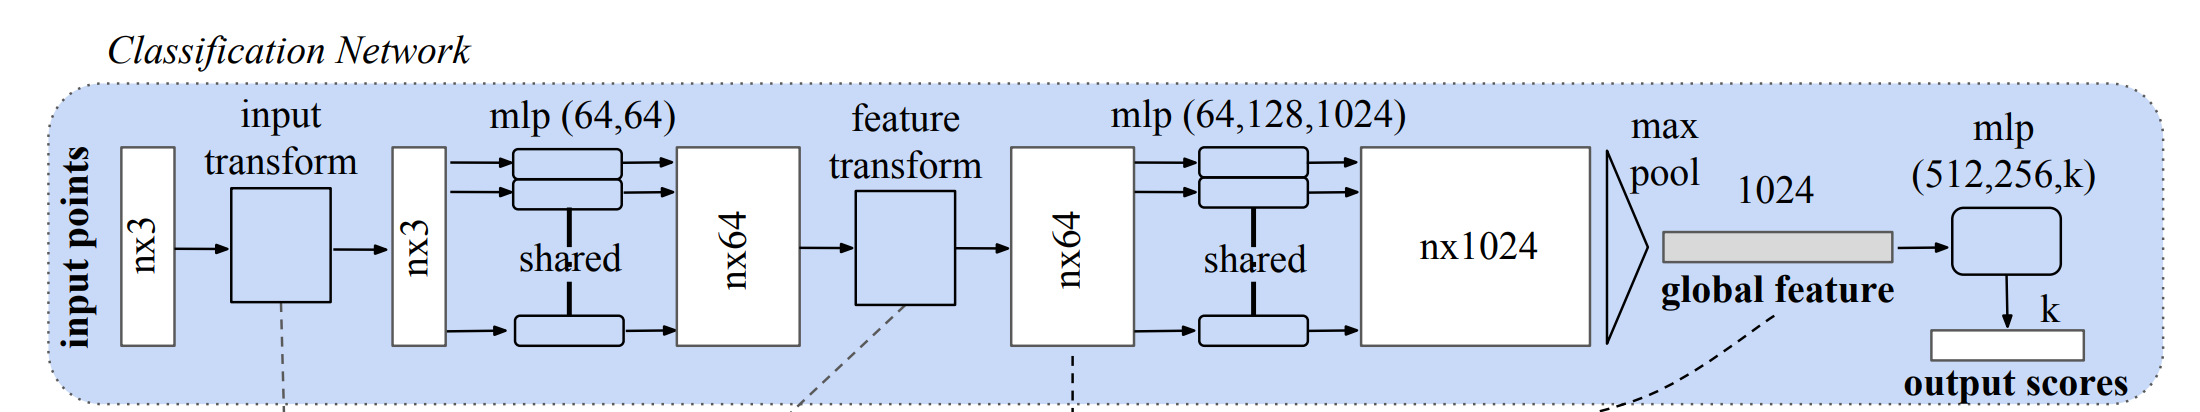 Classification Network
input points
nx3
input
transform
nx3
mlp (64,64)
shared
nx64
feature
transform
nx64
mlp (64,128,1024)
shared
nx1024
max
pool
1024
global feature
mlp
(512,256,k)
k
output scores